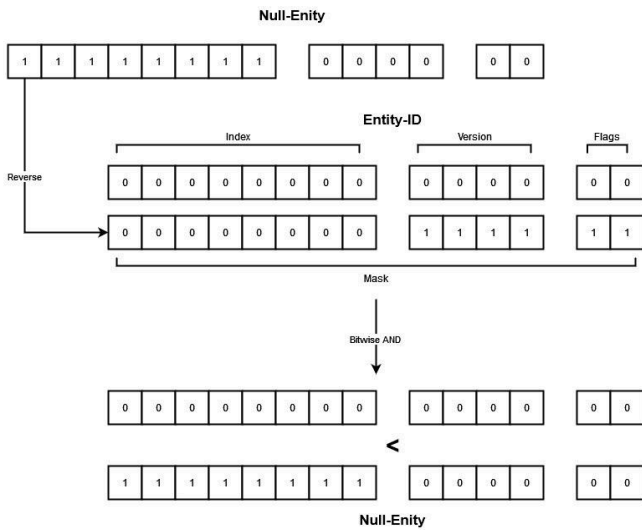 Null-Enity
1 1 1 1 1 1 1 1 0 0 0 0 0 0
Entity-ID
Index Version Flags
0 0 0 0 0 0 0 0 0 0 0 0 0 0
Reverse
0 0 0 0 0 0 0 0 1 1 1 1 1 1
Mask
Bitwise AND
0 0 0 0 0 0 0 0 0 0 0 0 0 0
<
1 1 1 1 1 1 1 1 0 0 0 0 0 0
Null-Enity